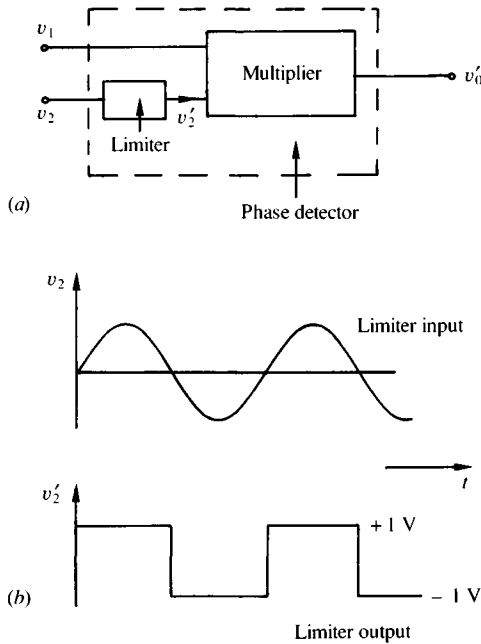 v₁
Multiplier
v₀′
v₂
v₂′
Limiter
(a)
Phase detector
v₂
Limiter input
t
v₂′
+ 1 V
(b)
− 1 V
Limiter output